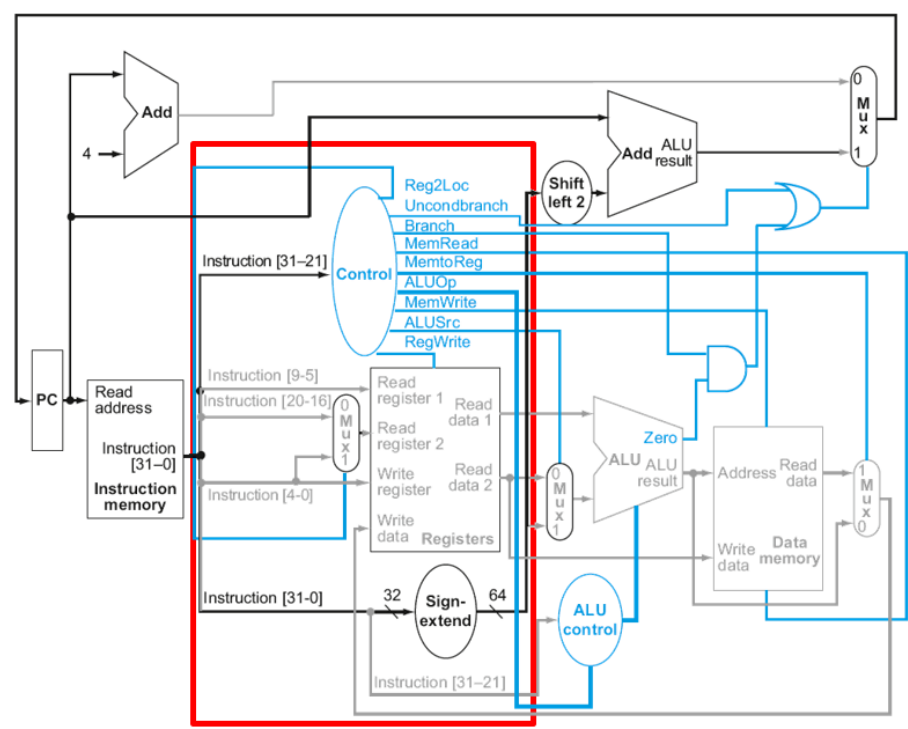 0
Mux
1
Add
4
Add
ALU
result
Shift
left 2
Reg2Loc
Uncondbranch
Branch
MemRead
MemtoReg
ALUOp
MemWrite
ALUSrc
RegWrite
Instruction [31–21]
Control
PC
Read
address
Instruction
[31–0]
Instruction
memory
Instruction [9-5]
Instruction [20-16]
0
Mux
1
Instruction [4-0]
Read
register 1
Read
data 1
Read
register 2
Write
register
Read
data 2
Write
data
Registers
0
Mux
1
Zero
ALU
ALU
result
Address
Read
data
Write
data
Data
memory
1
Mux
0
Instruction [31-0]
32
Sign-
extend
64
ALU
control
Instruction [31–21]